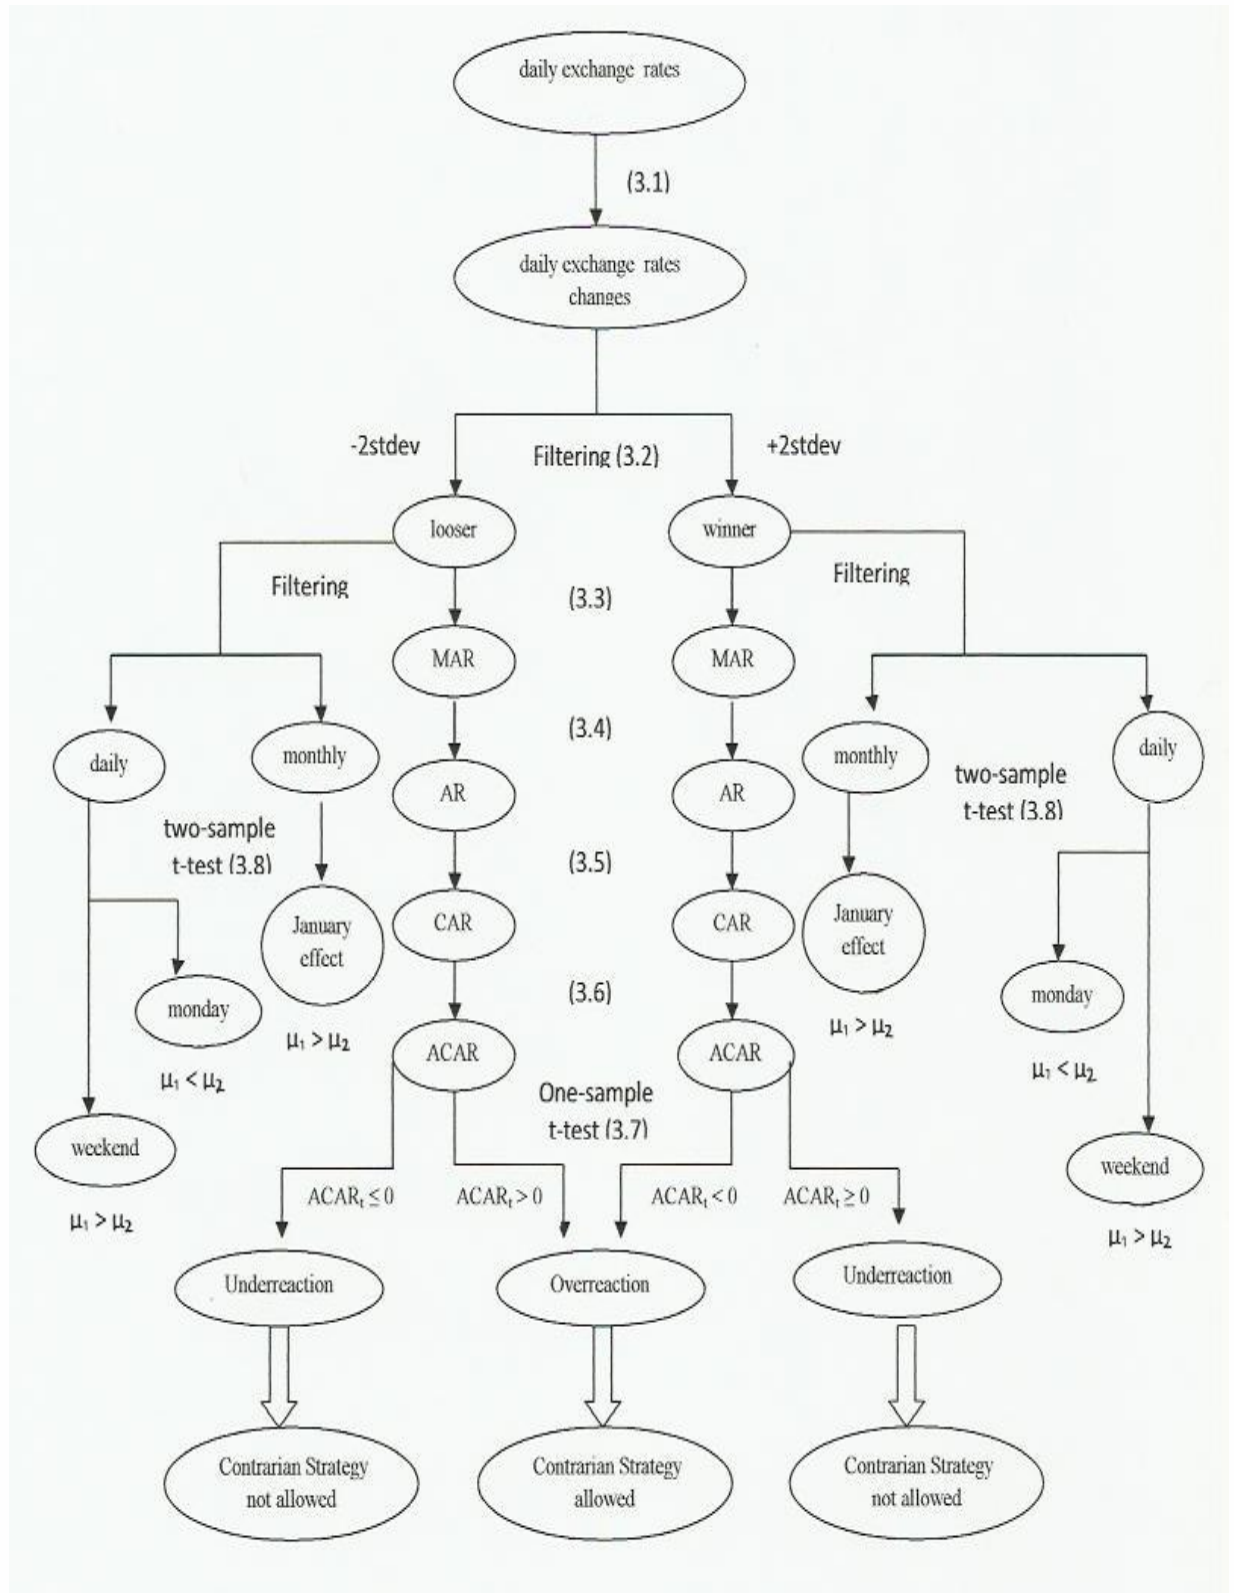 daily exchange rates
(3.1)
daily exchange rates
changes
-2stdev
Filtering (3.2)
+2stdev
looser
winner
Filtering
(3.3)
Filtering
MAR
MAR
(3.4)
daily
monthly
monthly
daily
AR
AR
two-sample
t-test (3.8)
two-sample
t-test (3.8)
(3.5)
January
effect
CAR
CAR
January
effect
(3.6)
monday
monday
μ₁ > μ₂
μ₁ > μ₂
ACAR
ACAR
μ₁ < μ₂
μ₁ < μ₂
One-sample
t-test (3.7)
weekend
weekend
ACARₜ ≤ 0
ACARₜ > 0
ACARₜ < 0
ACARₜ ≥ 0
μ₁ > μ₂
μ₁ > μ₂
Underreaction
Overreaction
Underreaction
Contrarian Strategy
not allowed
Contrarian Strategy
allowed
Contrarian Strategy
not allowed